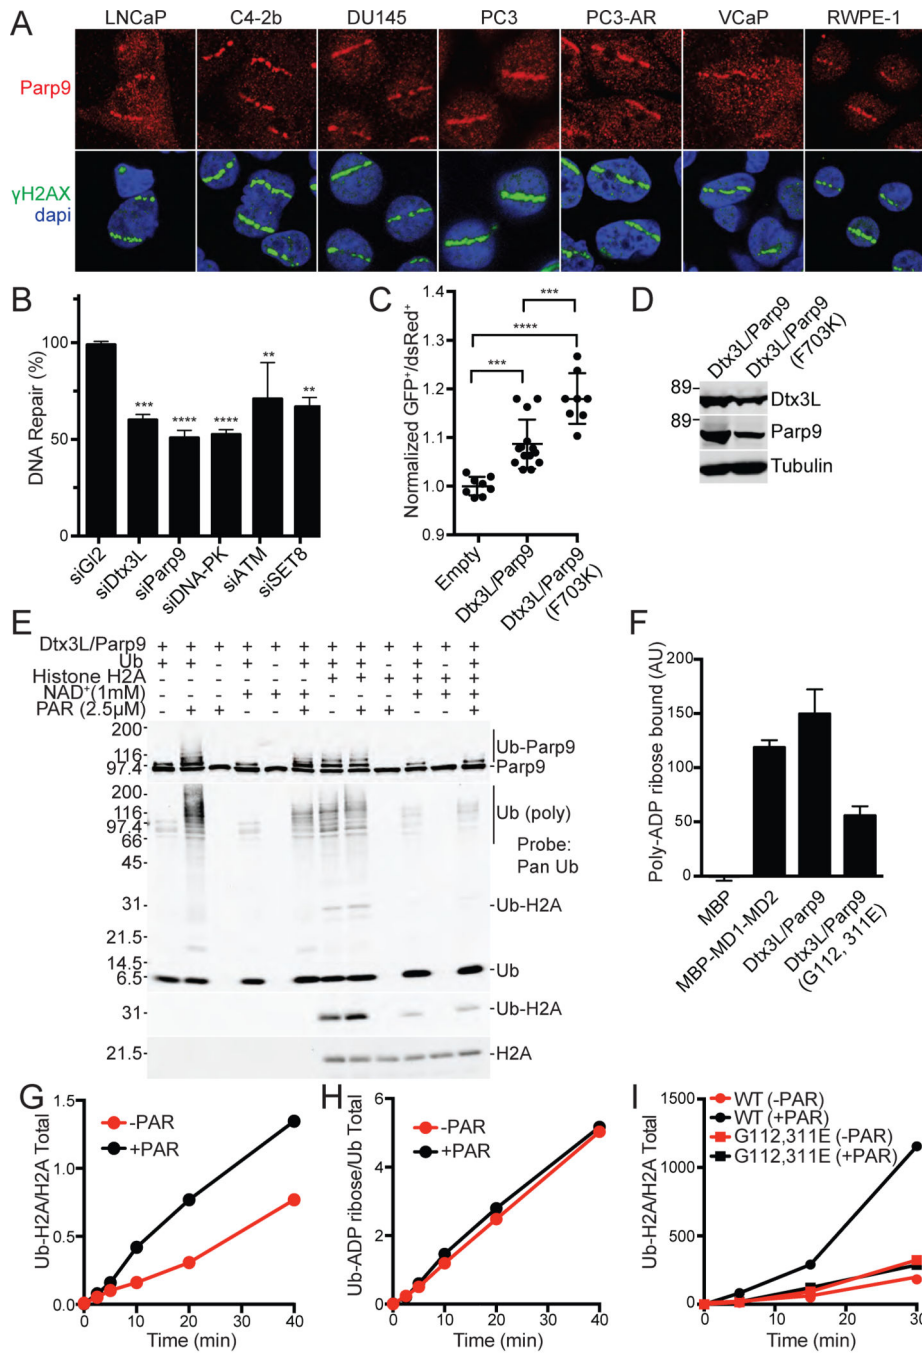 A
LNCaP C4-2b DU145 PC3 PC3-AR VCaP RWPE-1
Parp9
γH2AX
dapi
B
DNA Repair (%)
100
50
0
*** **** **** ** **
siGl2 siDtx3L siParp9 siDNA-PK siATM siSET8
C
Normalized GFP+/dsRed+
1.4
1.3
1.2
1.1
1.0
0.9
***
****
***
Empty
Dtx3L/Parp9
Dtx3L/Parp9
(F703K)
D
Dtx3L/Parp9
Dtx3L/Parp9
(F703K)
89-
Dtx3L
89-
Parp9
Tubulin
E
Dtx3L/Parp9 + + + + + + + + + + + +
Ub + + - + - + + + - + - +
Histone H2A - - - - - - + + + + + +
NAD+(1mM) - - - + + + - - - + + +
PAR (2.5μM) - + + - - + - + - - - +
200
116
97.4
Ub-Parp9
Parp9
200
116
97.4
66
45
31
21.5
14.5
6.5
Ub (poly)
Probe:
Pan Ub
Ub-H2A
Ub
31
Ub-H2A
21.5
H2A
F
Poly-ADP ribose bound (AU)
200
150
100
50
0
MBP
MBP-MD1-MD2
Dtx3L/Parp9
Dtx3L/Parp9
(G112, 311E)
G
Ub-H2A/H2A Total
1.5
1.0
0.5
0.0
-PAR
+PAR
0 10 20 30 40
Time (min)
H
Ub-ADP ribose/Ub Total
6
4
2
0
-PAR
+PAR
0 10 20 30 40
Time (min)
I
Ub-H2A/H2A Total
1500
1000
500
0
WT (-PAR)
WT (+PAR)
G112,311E (-PAR)
G112,311E (+PAR)
0 10 20 30
Time (min)